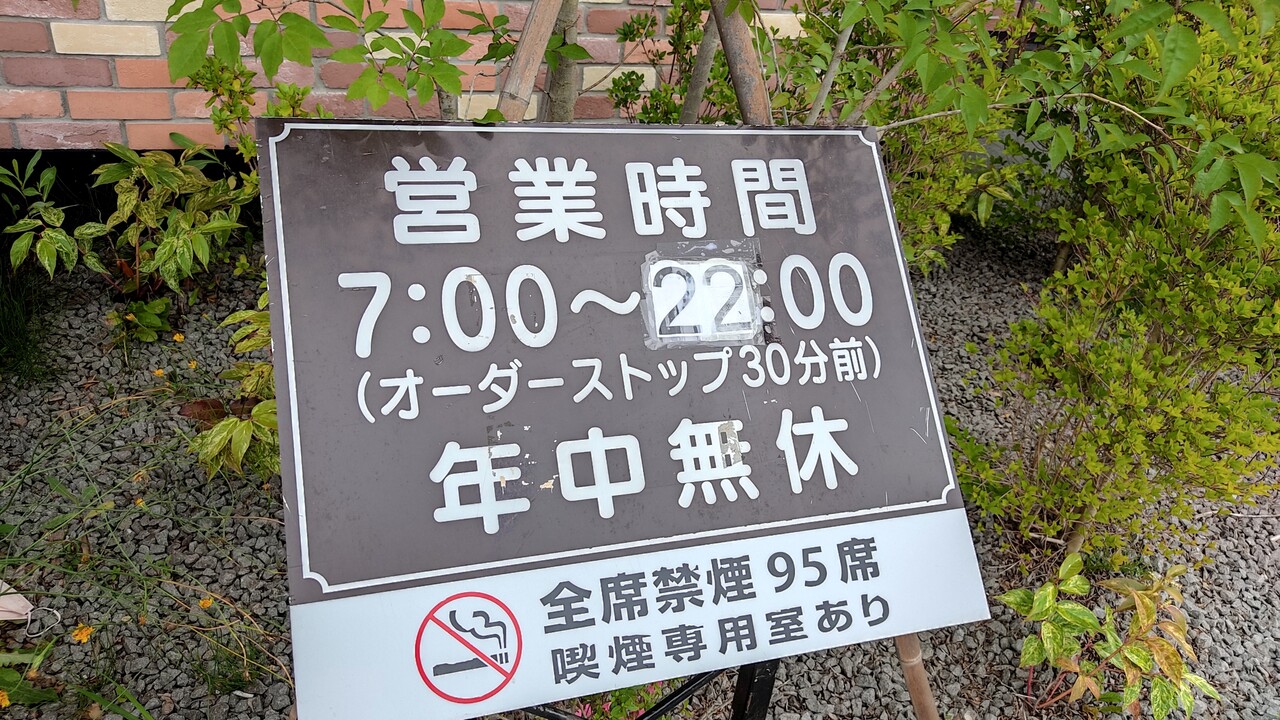 営業時間
7:00～22:00
(オーダーストップ30分前)
年中無休
全席禁煙 95席
喫煙専用室あり